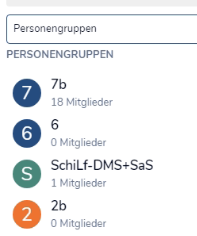 Personengruppen
PERSONENGRUPPEN
7 7b
18 Mitglieder
6 6
0 Mitglieder
S SchiLf-DMS+SaS
1 Mitglieder
2 2b
0 Mitglieder